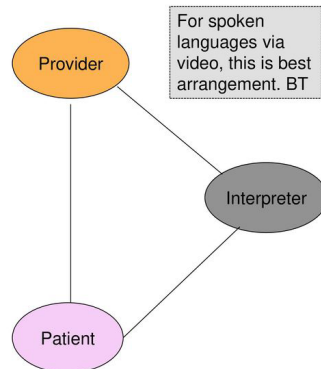 For spoken
languages via
video, this is best
arrangement. BT
Provider
Interpreter
Patient